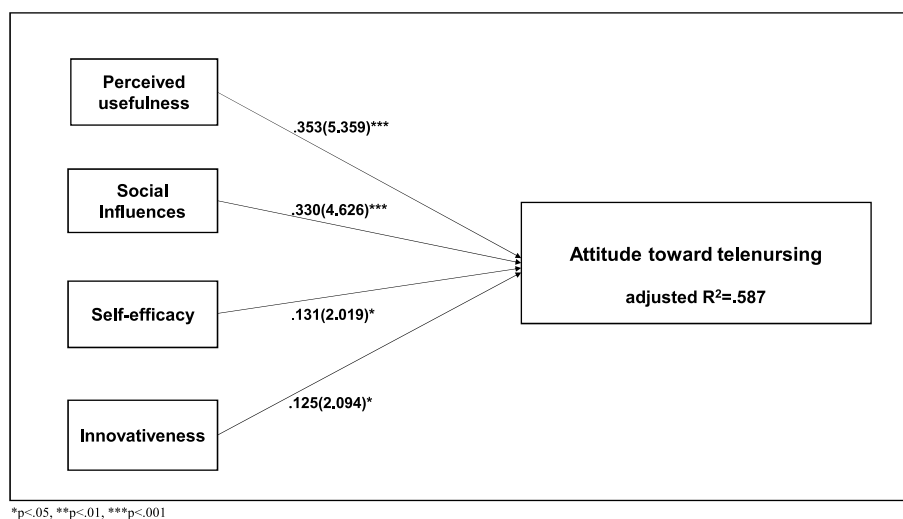 Perceived
usefulness
.353(5.359)***
Social
Influences
.330(4.626)***
Attitude toward telenursing
adjusted R²=.587
Self-efficacy
.131(2.019)*
.125(2.094)*
Innovativeness
*p<.05, **p<.01, ***p<.001